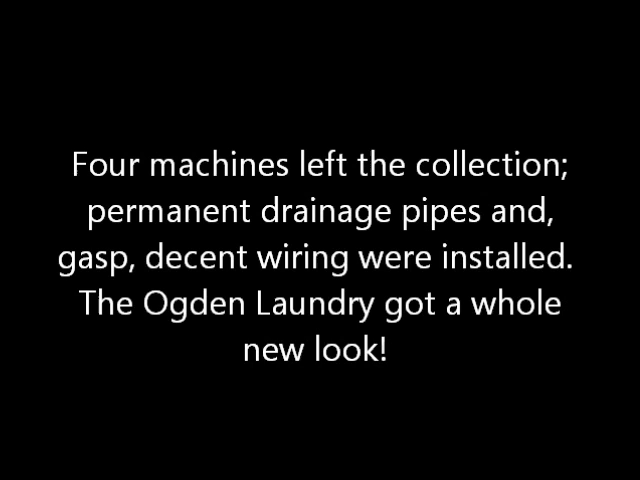 Four machines left the collection;
permanent drainage pipes and,
gasp, decent wiring were installed.
The Ogden Laundry got a whole
new look!